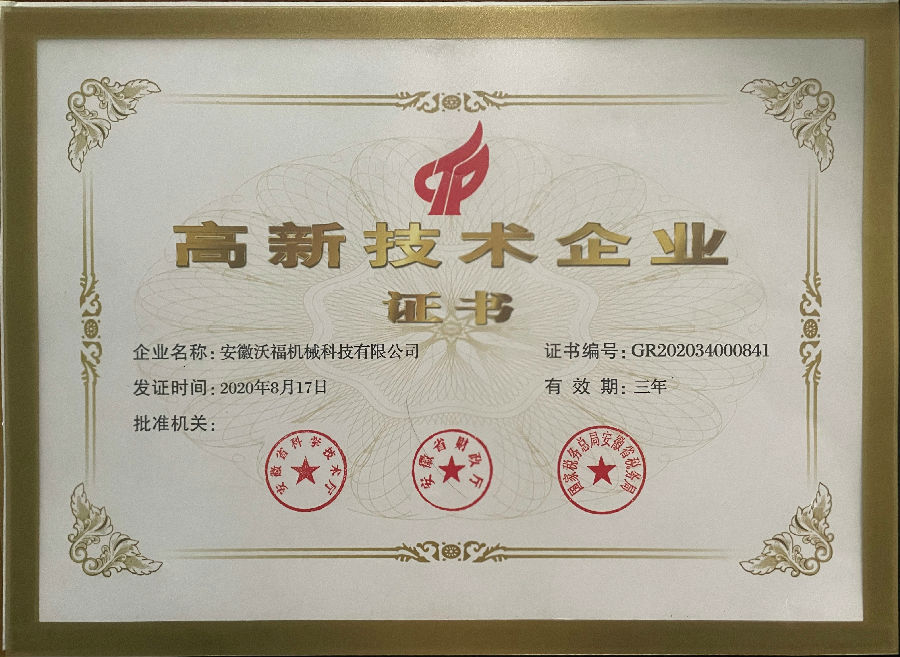 CTP
高新技术企业
证书
企业名称：安徽沃福机械科技有限公司
证书编号：GR202034000841
发证时间：2020年8月17日
有效期：三年
批准机关：
安徽省科学技术厅
安徽省财政厅
国家税务总局安徽省税务局